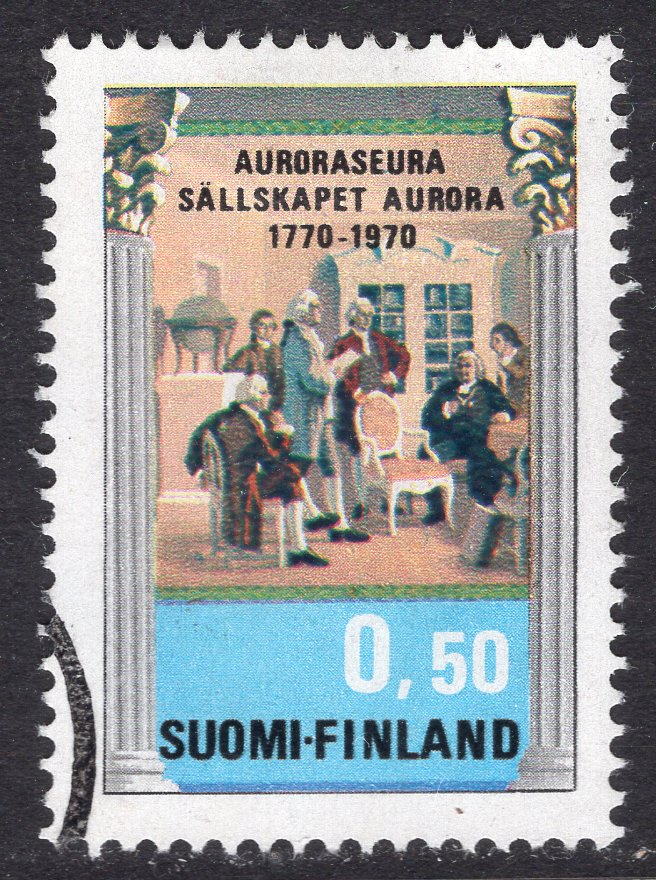 AURORASEURA
SÄLLSKAPET AURORA
1770-1970
0,50
SUOMI·FINLAND